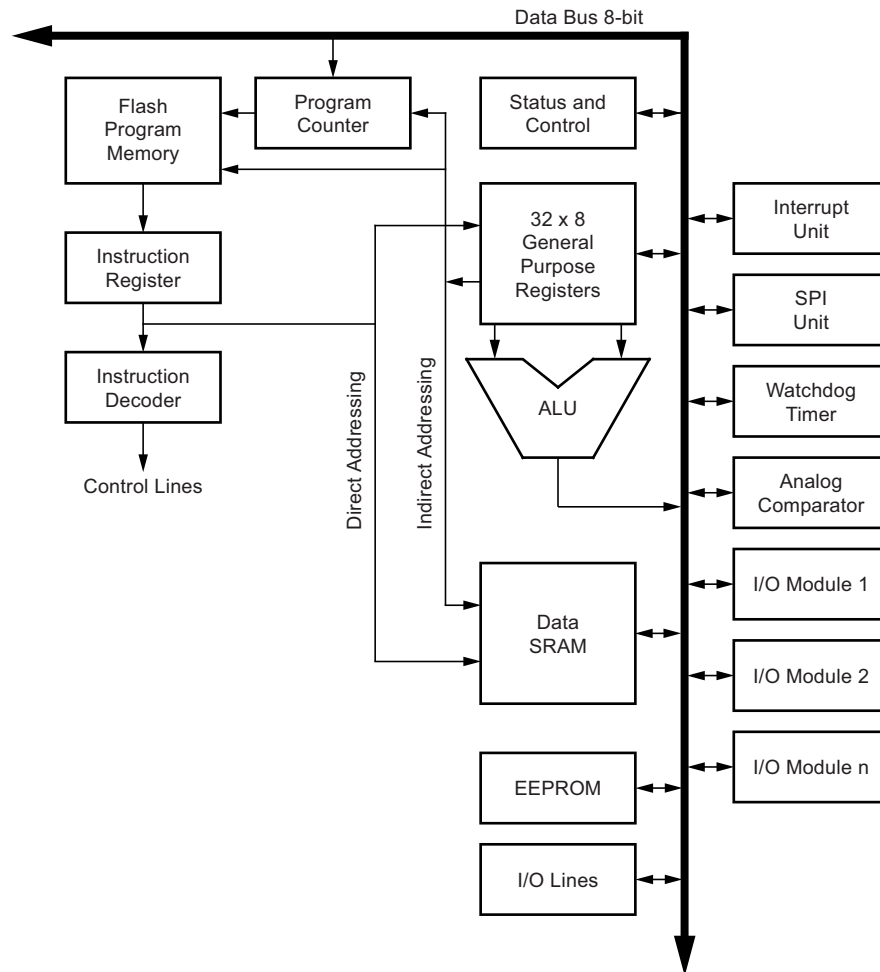 Data Bus 8-bit
Flash
Program
Memory
Program
Counter
Status and
Control
32 x 8
General
Purpose
Registers
Interrupt
Unit
Instruction
Register
SPI
Unit
Instruction
Decoder
Direct Addressing
Indirect Addressing
ALU
Watchdog
Timer
Control Lines
Analog
Comparator
Data
SRAM
I/O Module 1
I/O Module 2
EEPROM
I/O Module n
I/O Lines